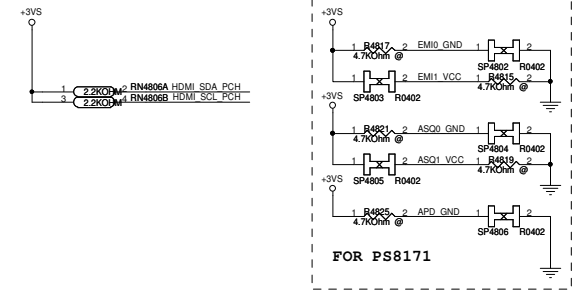 +3VS
1 2.2KOHM 2 RN4806A HDMI_SDA_PCH
3 2.2KOHM 4 RN4806B HDMI_SCL_PCH
+3VS
1 R4817 2 EMI0_GND 1 2
4.7KOhm @ SP4802 R0402
1 2 EMI1_VCC 1 R4815 2
SP4803 R0402 4.7KOhm @
+3VS
1 R4821 2 ASQ0_GND 1 2
4.7KOhm @ SP4804 R0402
1 2 ASQ1_VCC 1 R4819 2
SP4805 R0402 4.7KOhm @
+3VS
1 R4825 2 APD_GND 1 2
4.7KOhm @ SP4806 R0402
FOR PS8171